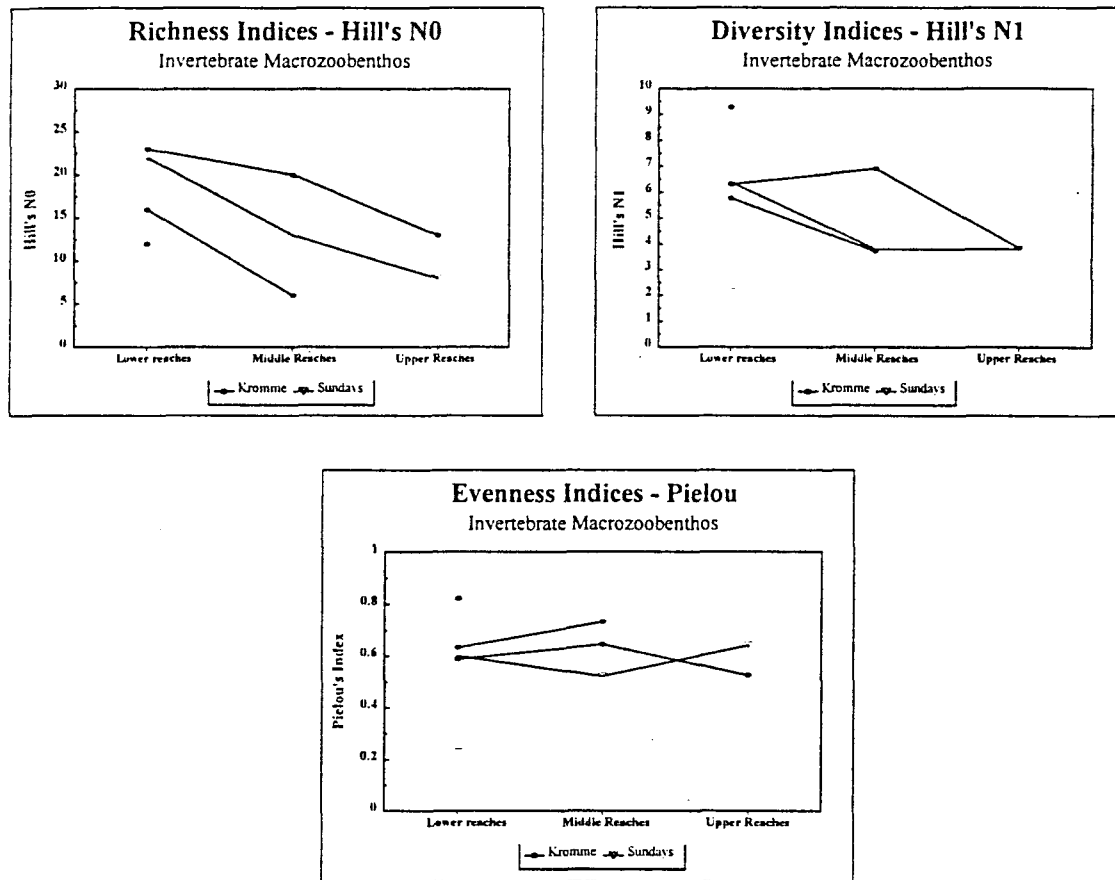 Richness Indices - Hill's N0
Invertebrate Macrozoobenthos
30
25
20
15
10
5
0
Hill's N0
Lower reaches Middle Reaches Upper Reaches
Kromme Sundays
Diversity Indices - Hill's N1
Invertebrate Macrozoobenthos
10
9
8
7
6
5
4
3
2
1
0
Hill's N1
Lower reaches Middle Reaches Upper Reaches
Kromme Sundays
Evenness Indices - Pielou
Invertebrate Macrozoobenthos
1
0.8
0.6
0.4
0.2
0
Pielou's Index
Lower reaches Middle Reaches Upper Reaches
Kromme Sundays